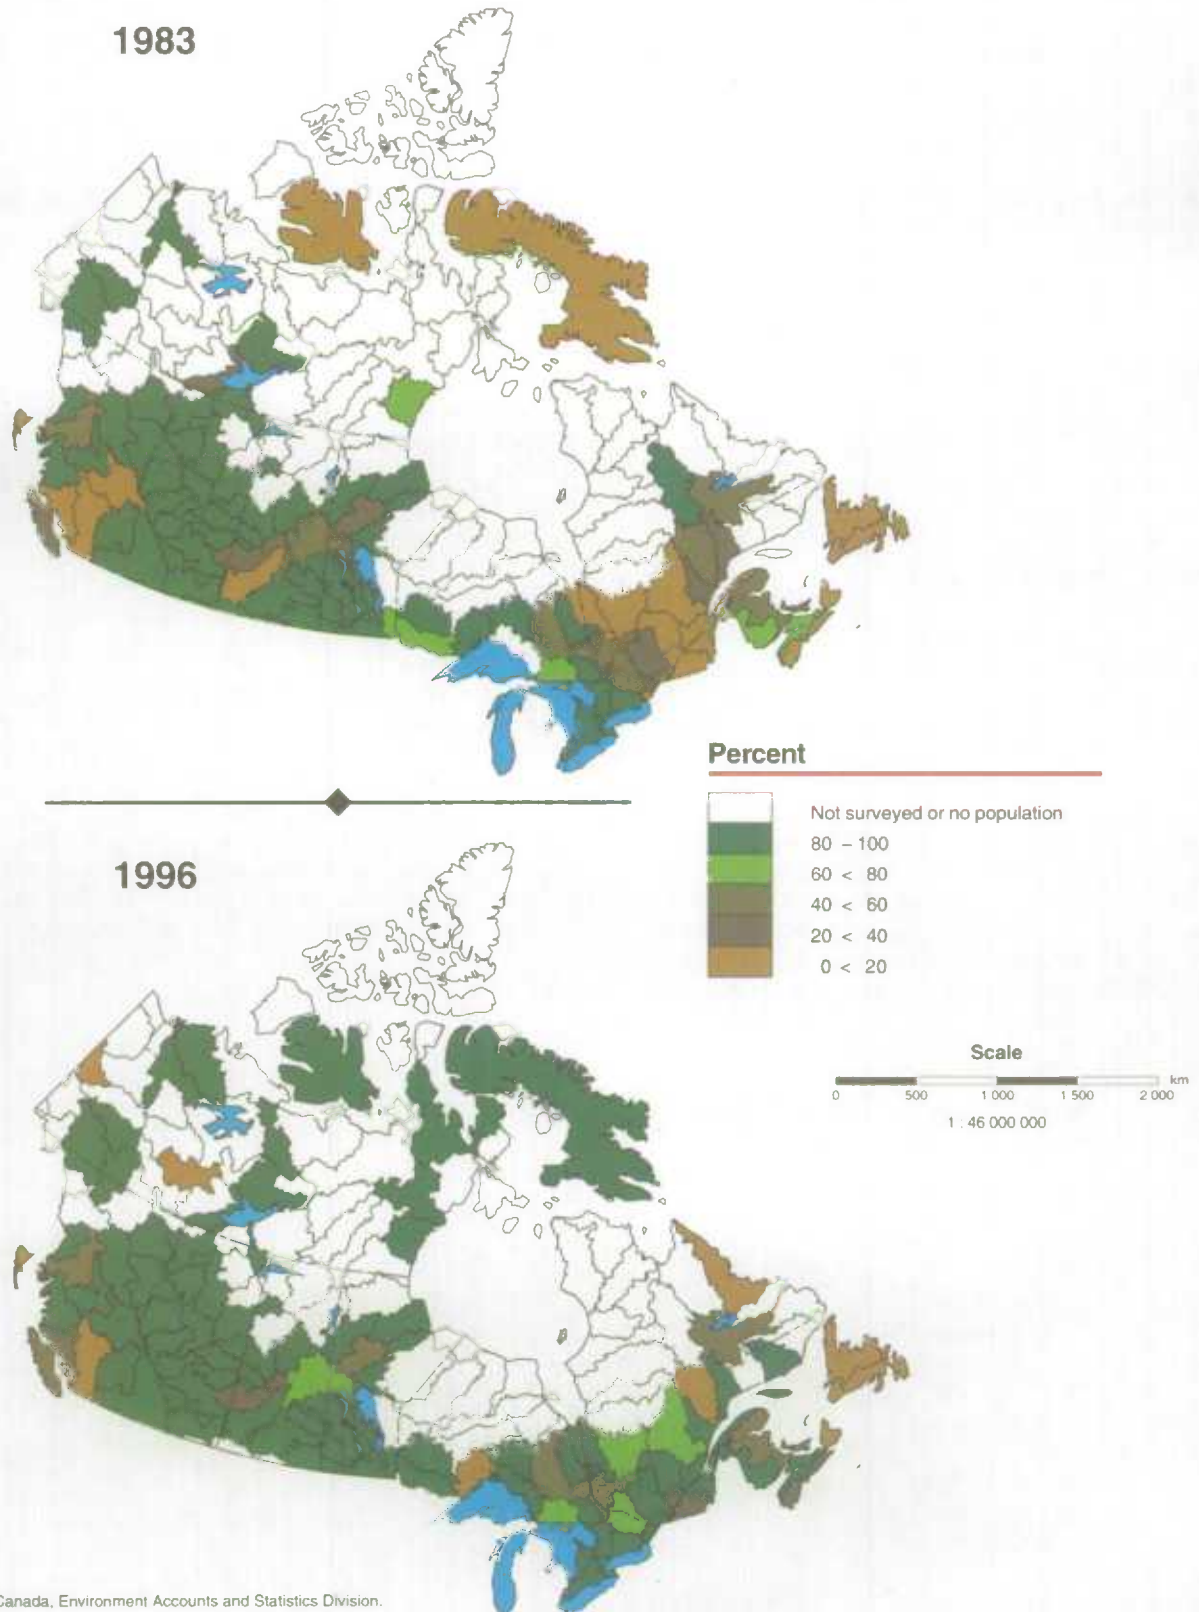 1983
Percent
Not surveyed or no population
80 – 100
60 < 80
40 < 60
20 < 40
0 < 20
1996
Scale
km
0 500 1 000 1 500 2 000
1 : 46 000 000
Canada, Environment Accounts and Statistics Division.